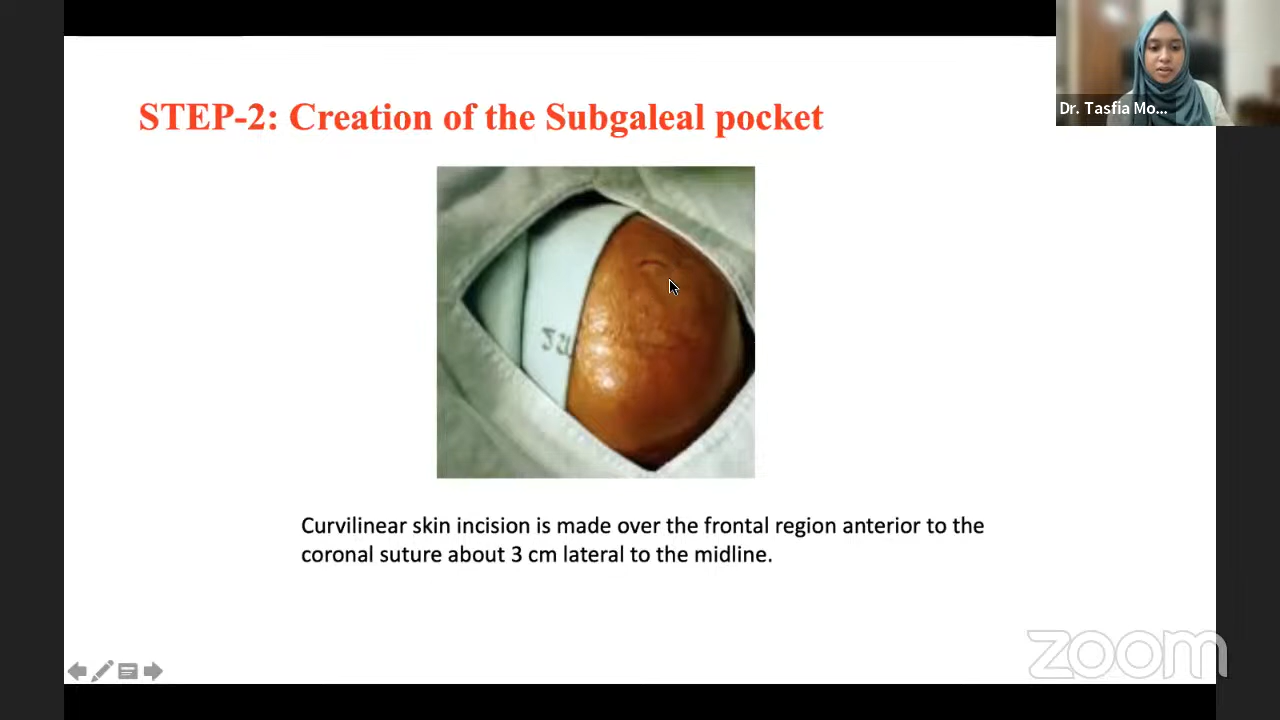 STEP-2: Creation of the Subgaleal pocket
Dr. Tasfia Mo...
Curvilinear skin incision is made over the frontal region anterior to the
coronal suture about 3 cm lateral to the midline.
zoom